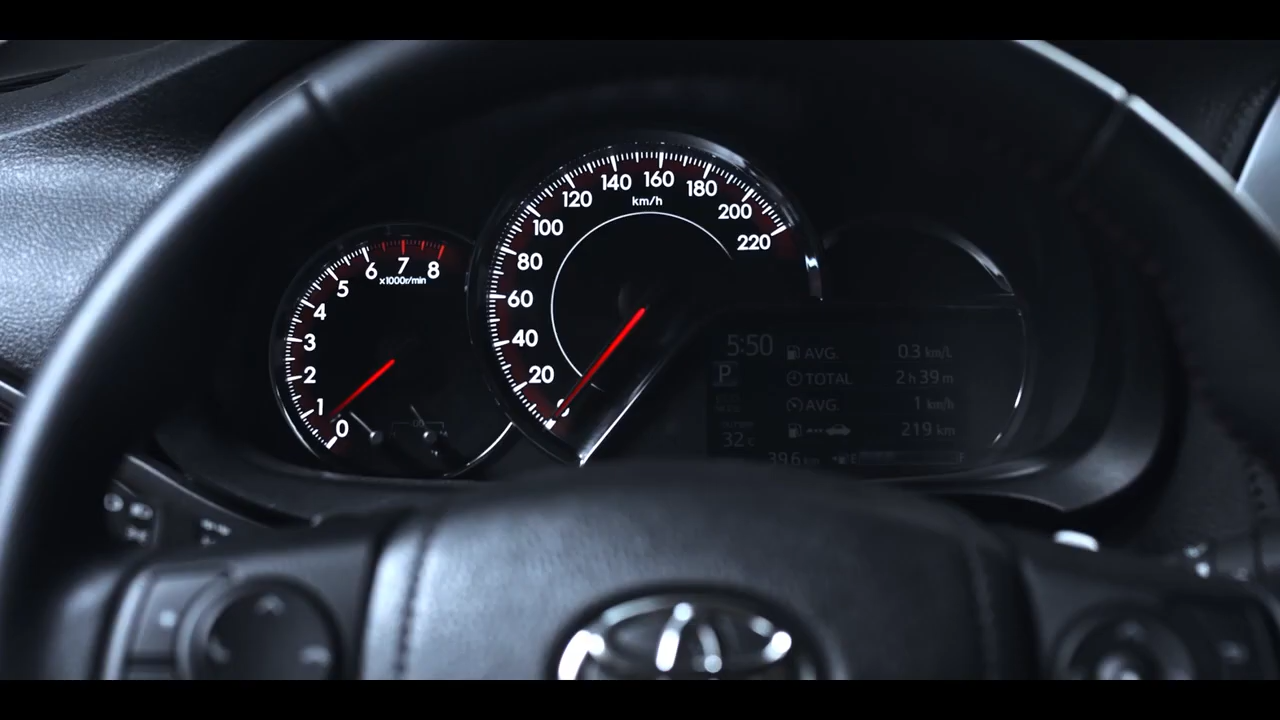 0
1
2
3
4
5
6
7
8
x1000r/min
20
40
60
80
100
120
140
160
180
200
220
km/h
5:50
P
32 c
AVG. 0.3 km/L
TOTAL 2 h 39 m
AVG. 1 km/h
219 km
396 km E F